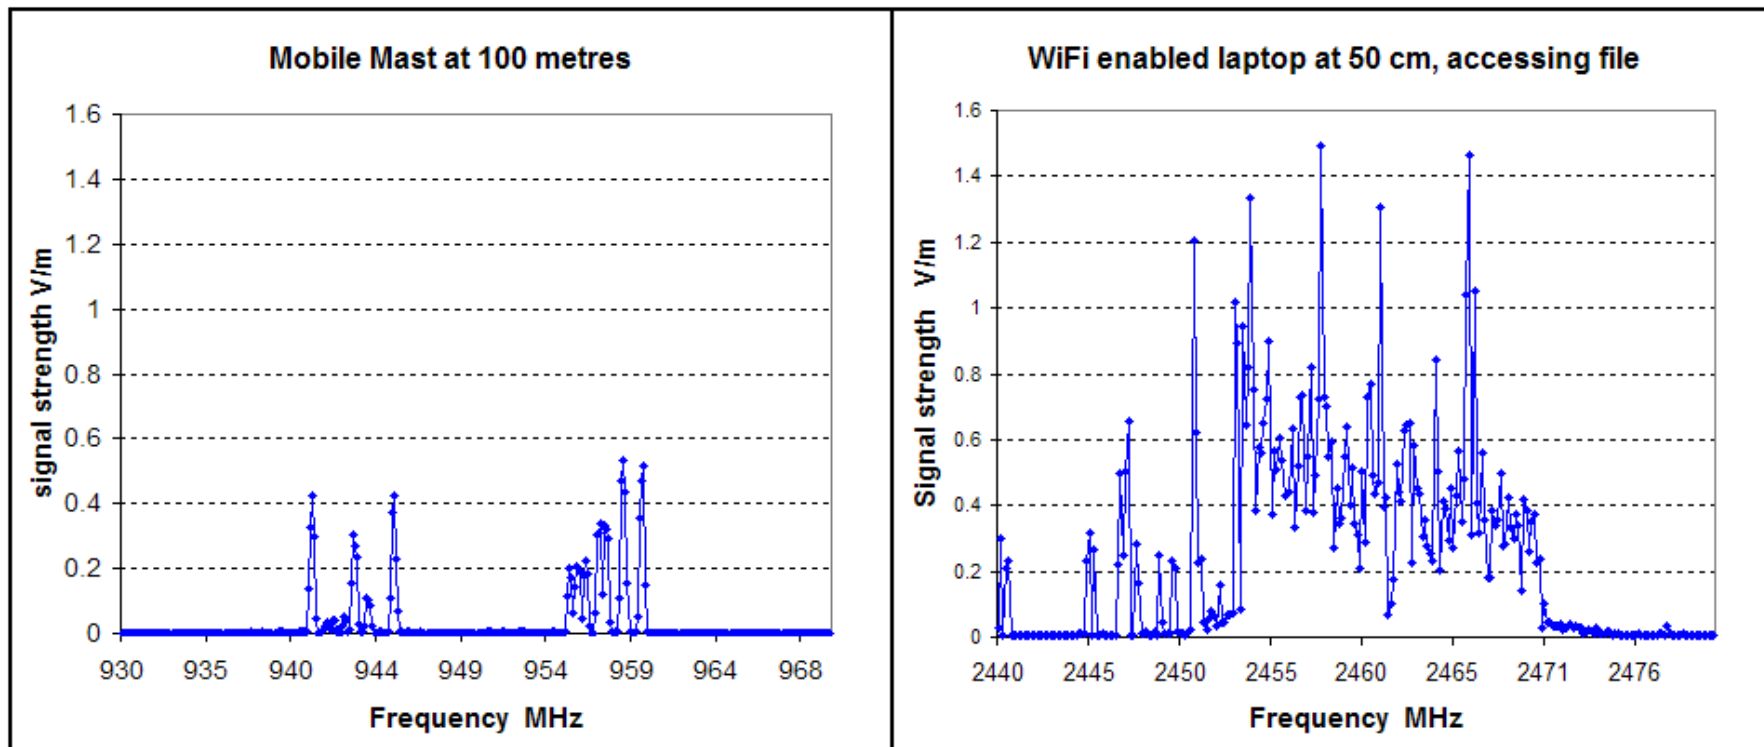 Mobile Mast at 100 metres
1.6
1.4
1.2
1
0.8
0.6
0.4
0.2
0
signal strength V/m
930 935 940 944 949 954 959 964 968
Frequency MHz
WiFi enabled laptop at 50 cm, accessing file
1.6
1.4
1.2
1
0.8
0.6
0.4
0.2
0
Signal strength V/m
2440 2445 2450 2455 2460 2465 2471 2476
Frequency MHz